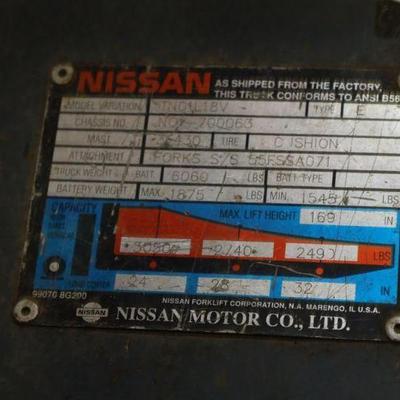 NISSAN AS SHIPPED FROM THE FACTORY,
THIS TRUCK CONFORMS TO ANSI B56
MODEL VARIATION TYPE E
CHASSIS NO.
MAST TIRE CUSHION
ATTACHMENT FORKS S/S 55FSSA071
TRUCK WEIGHT BATT. 6060 LBS BATT TYPE
BATTERY WEIGHT MAX. 1875 LBS MIN. 1545 LBS
CAPACITY MAX. LIFT HEIGHT 169 IN
2740 2490 LBS
24 28 32 IN
99070 8G200 NISSAN FORKLIFT CORPORATION, N.A. MARENGO, IL U.S.A.
NISSAN NISSAN MOTOR CO., LTD.